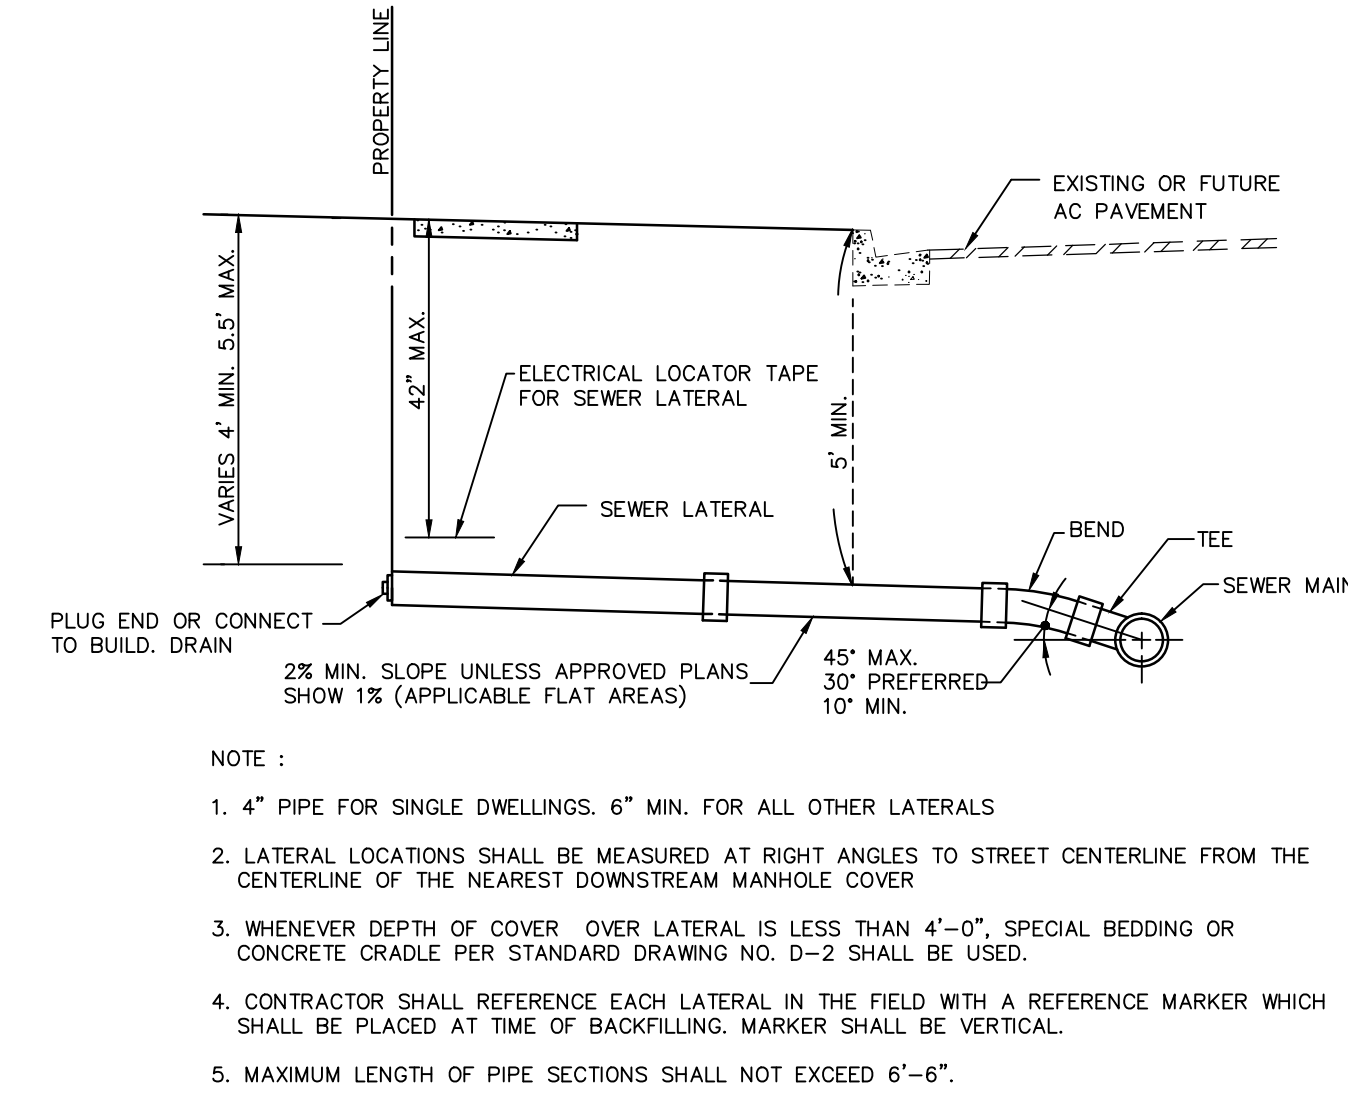 PROPERTY LINE
EXISTING OR FUTURE
AC PAVEMENT
VARIES 4' MIN. 5.5' MAX.
42" MAX.
ELECTRICAL LOCATOR TAPE
FOR SEWER LATERAL
5' MIN.
SEWER LATERAL
BEND
TEE
SEWER MAIN
PLUG END OR CONNECT
TO BUILD. DRAIN
2% MIN. SLOPE UNLESS APPROVED PLANS
SHOW 1% (APPLICABLE FLAT AREAS)
45° MAX.
30° PREFERRED
10° MIN.
NOTE :
1. 4" PIPE FOR SINGLE DWELLINGS. 6" MIN. FOR ALL OTHER LATERALS
2. LATERAL LOCATIONS SHALL BE MEASURED AT RIGHT ANGLES TO STREET CENTERLINE FROM THE
CENTERLINE OF THE NEAREST DOWNSTREAM MANHOLE COVER
3. WHENEVER DEPTH OF COVER OVER LATERAL IS LESS THAN 4'-0", SPECIAL BEDDING OR
CONCRETE CRADLE PER STANDARD DRAWING NO. D-2 SHALL BE USED.
4. CONTRACTOR SHALL REFERENCE EACH LATERAL IN THE FIELD WITH A REFERENCE MARKER WHICH
SHALL BE PLACED AT TIME OF BACKFILLING. MARKER SHALL BE VERTICAL.
5. MAXIMUM LENGTH OF PIPE SECTIONS SHALL NOT EXCEED 6'-6".